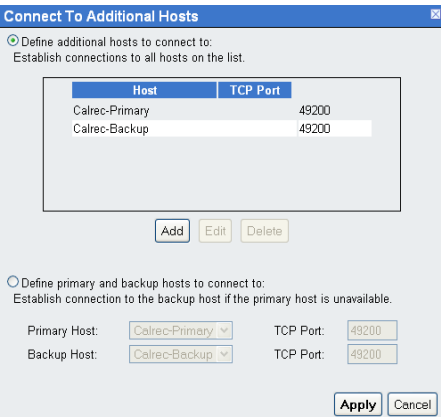 Connect To Additional Hosts
Define additional hosts to connect to:
Establish connections to all hosts on the list.
Host TCP Port
Calrec-Primary 49200
Calrec-Backup 49200
Add Edit Delete
Define primary and backup hosts to connect to:
Establish connection to the backup host if the primary host is unavailable.
Primary Host: Calrec-Primary TCP Port: 49200
Backup Host: Calrec-Backup TCP Port: 49200
Apply Cancel